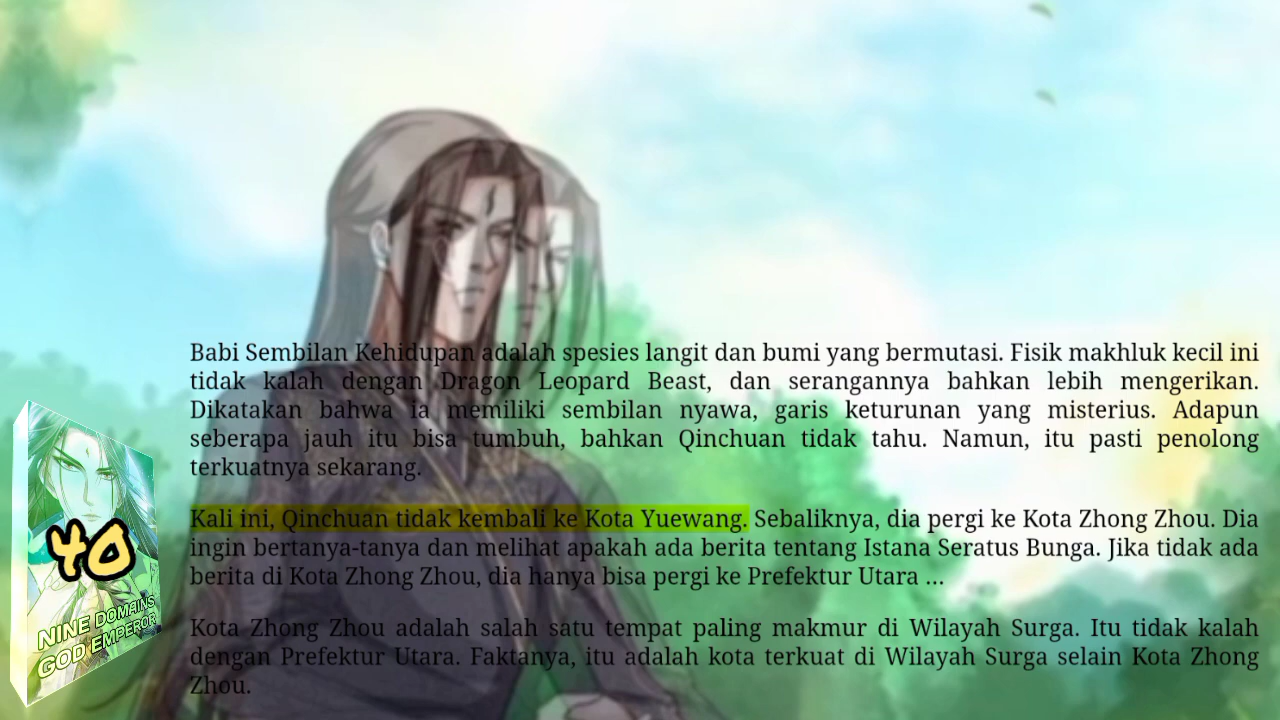 Babi Sembilan Kehidupan adalah spesies langit dan bumi yang bermutasi. Fisik makhluk kecil ini
tidak kalah dengan Dragon Leopard Beast, dan serangannya bahkan lebih mengerikan.
Dikatakan bahwa ia memiliki sembilan nyawa, garis keturunan yang misterius. Adapun
seberapa jauh itu bisa tumbuh, bahkan Qinchuan tidak tahu. Namun, itu pasti penolong
terkuatnya sekarang.
Kali ini, Qinchuan tidak kembali ke Kota Yuewang. Sebaliknya, dia pergi ke Kota Zhong Zhou. Dia
ingin bertanya-tanya dan melihat apakah ada berita tentang Istana Seratus Bunga. Jika tidak ada
berita di Kota Zhong Zhou, dia hanya bisa pergi ke Prefektur Utara ...
Kota Zhong Zhou adalah salah satu tempat paling makmur di Wilayah Surga. Itu tidak kalah
dengan Prefektur Utara. Faktanya, itu adalah kota terkuat di Wilayah Surga selain Kota Zhong
Zhou.
40
NINE DOMAINS
GOD EMPEROR